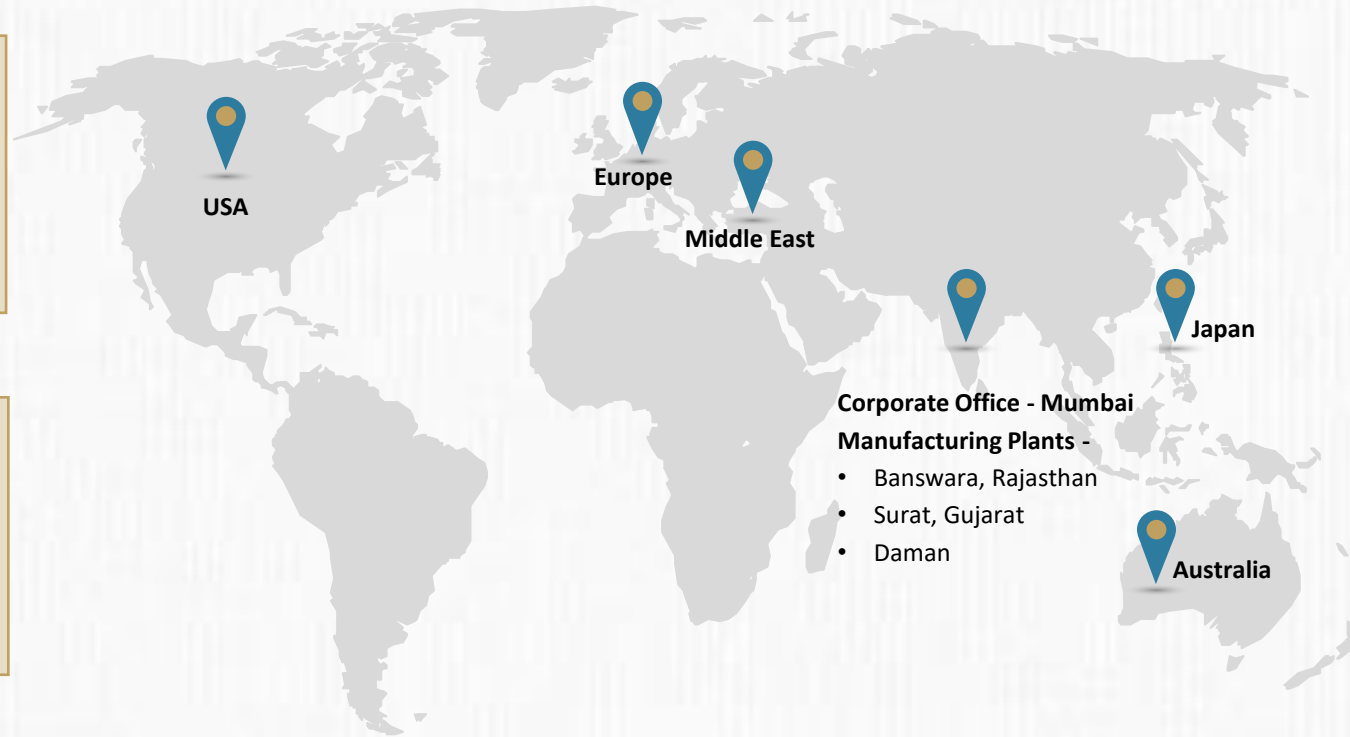 Europe
USA
Middle East
Japan
Corporate Office - Mumbai
Manufacturing Plants -
• Banswara, Rajasthan
• Surat, Gujarat
• Daman
Australia